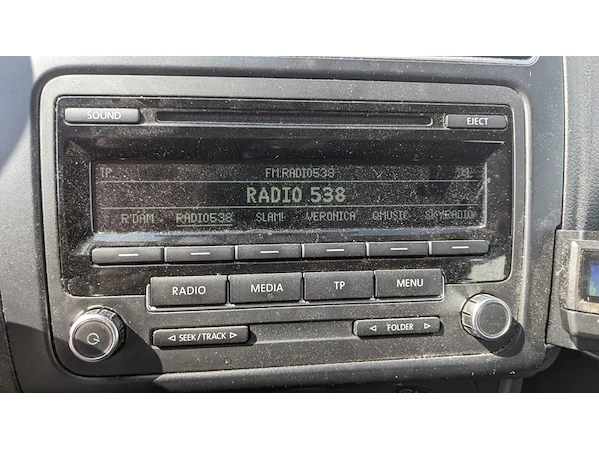 SOUND
EJECT
TP FM:RADIO538
RADIO 538
R'DAM RADIO538 SLAM! VERONICA QMUSIC SKYRADIO
RADIO MEDIA TP MENU
◁ SEEK/TRACK ▷ ◁ FOLDER ▷